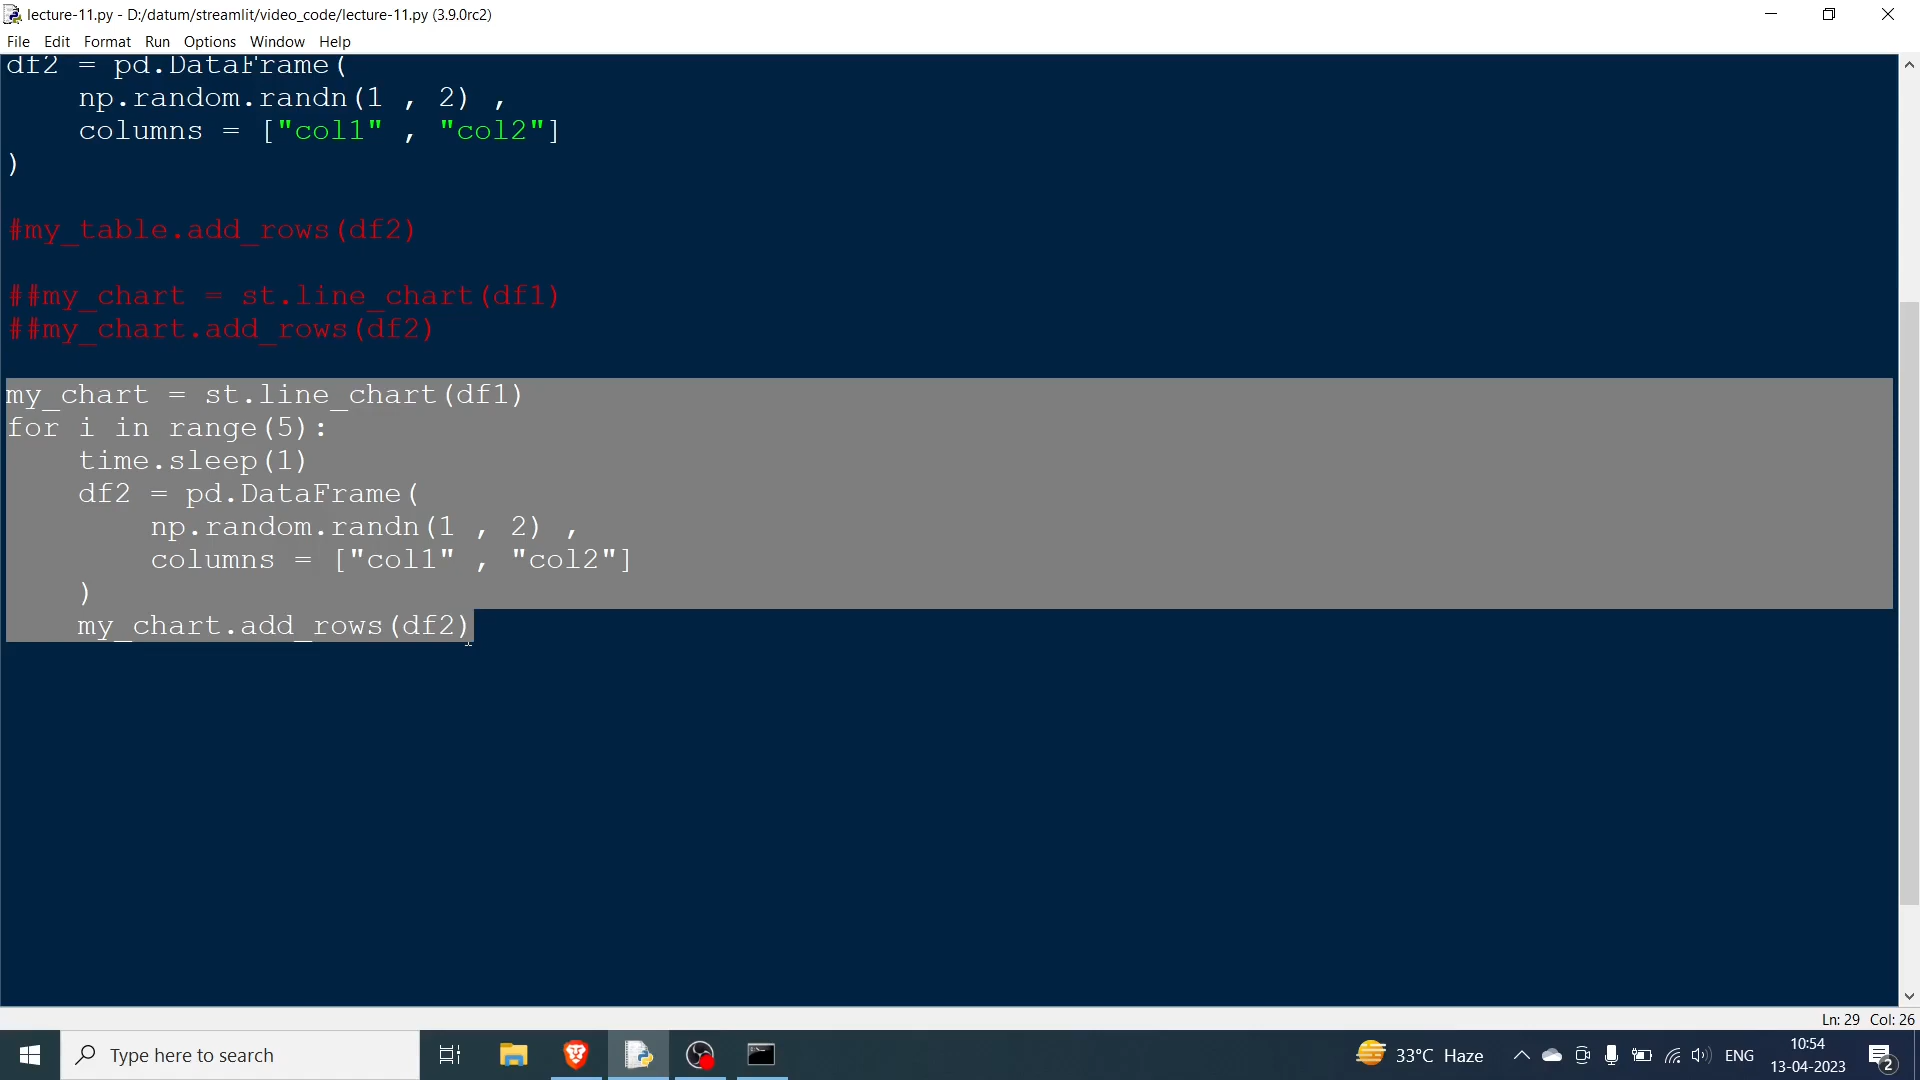 lecture-11.py - D:/datum/streamlit/video_code/lecture-11.py (3.9.0rc2)
File Edit Format Run Options Window Help
df2 = pd.DataFrame(
    np.random.randn(1 , 2) ,
    columns = ["col1" , "col2"]
)
#my_table.add_rows(df2)
##my_chart = st.line_chart(df1)
##my_chart.add_rows(df2)
my_chart = st.line_chart(df1)
for i in range(5):
    time.sleep(1)
    df2 = pd.DataFrame(
        np.random.randn(1 , 2) ,
        columns = ["col1" , "col2"]
    )
    my_chart.add_rows(df2)
Ln: 29 Col: 26
Type here to search
33°C Haze
ENG
10:54
13-04-2023
2